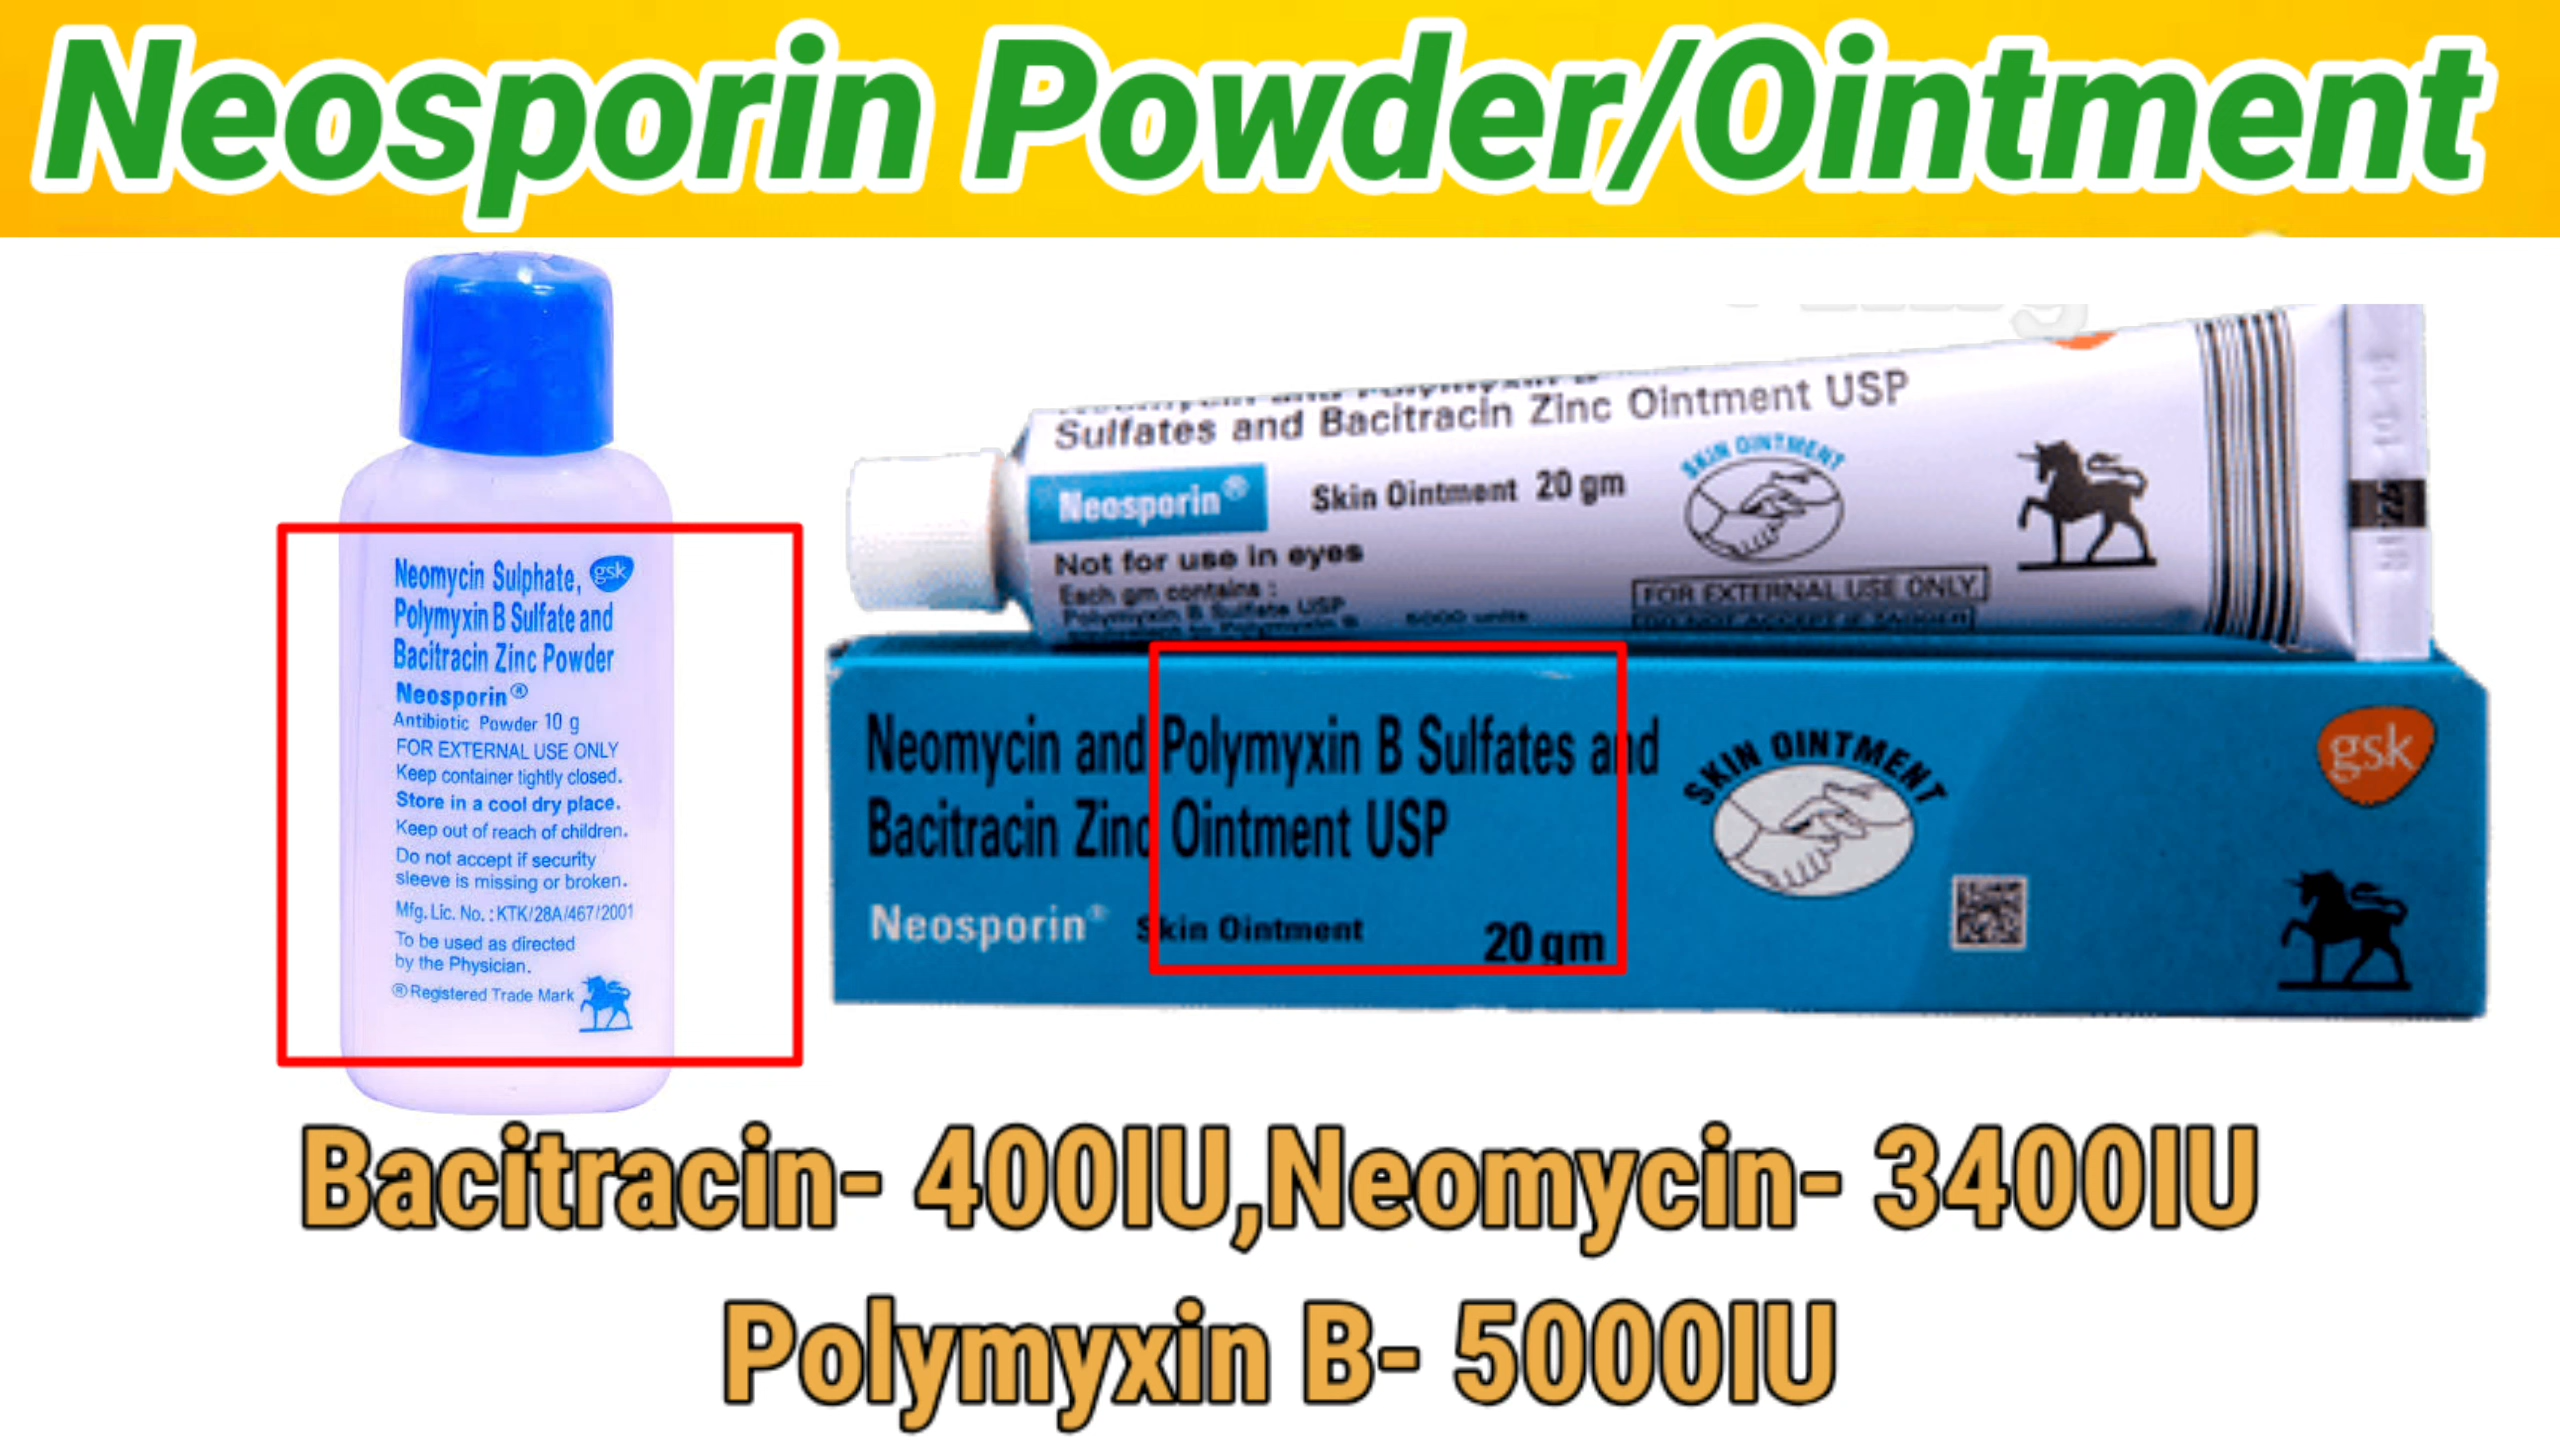 Neosporin Powder/Ointment
Neomycin Sulphate, gsk
Polymyxin B Sulfate and
Bacitracin Zinc Powder
Neosporin®
Antibiotic Powder 10 g
FOR EXTERNAL USE ONLY
Keep container tightly closed.
Store in a cool dry place.
Keep out of reach of children.
Do not accept if security
sleeve is missing or broken.
Mfg. Lic. No. : KTK/28A/467/2001
To be used as directed
by the Physician.
® Registered Trade Mark
Sulfates and Bacitracin Zinc Ointment USP
Neosporin® Skin Ointment 20 gm
SKIN OINTMENT
Not for use in eyes
Each gm contains :
Polymyxin B Sulfate USP 5000 units
FOR EXTERNAL USE ONLY
Neomycin and Polymyxin B Sulfates and
Bacitracin Zinc Ointment USP
Neosporin® Skin Ointment 20 gm
SKIN OINTMENT
gsk
Bacitracin- 400IU,Neomycin- 3400IU
Polymyxin B- 5000IU